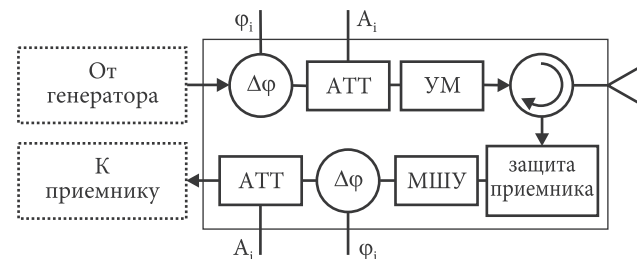 φᵢ
Aᵢ
От
генератора
Δφ
АТТ
УМ
К
приемнику
АТТ
Δφ
МШУ
защита
приемника
Aᵢ
φᵢ